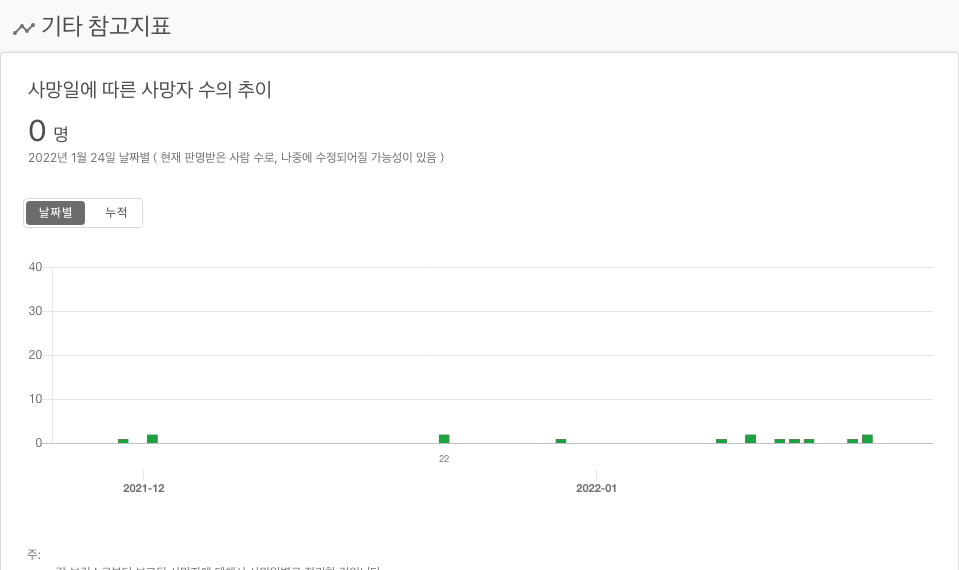 기타 참고지표
사망일에 따른 사망자 수의 추이
0 명
2022년 1월 24일 날짜별 ( 현재 판명받은 사람 수로, 나중에 수정되어질 가능성이 있음 )
날짜별 누적
40
30
20
10
0
22
2021-12 2022-01
주: